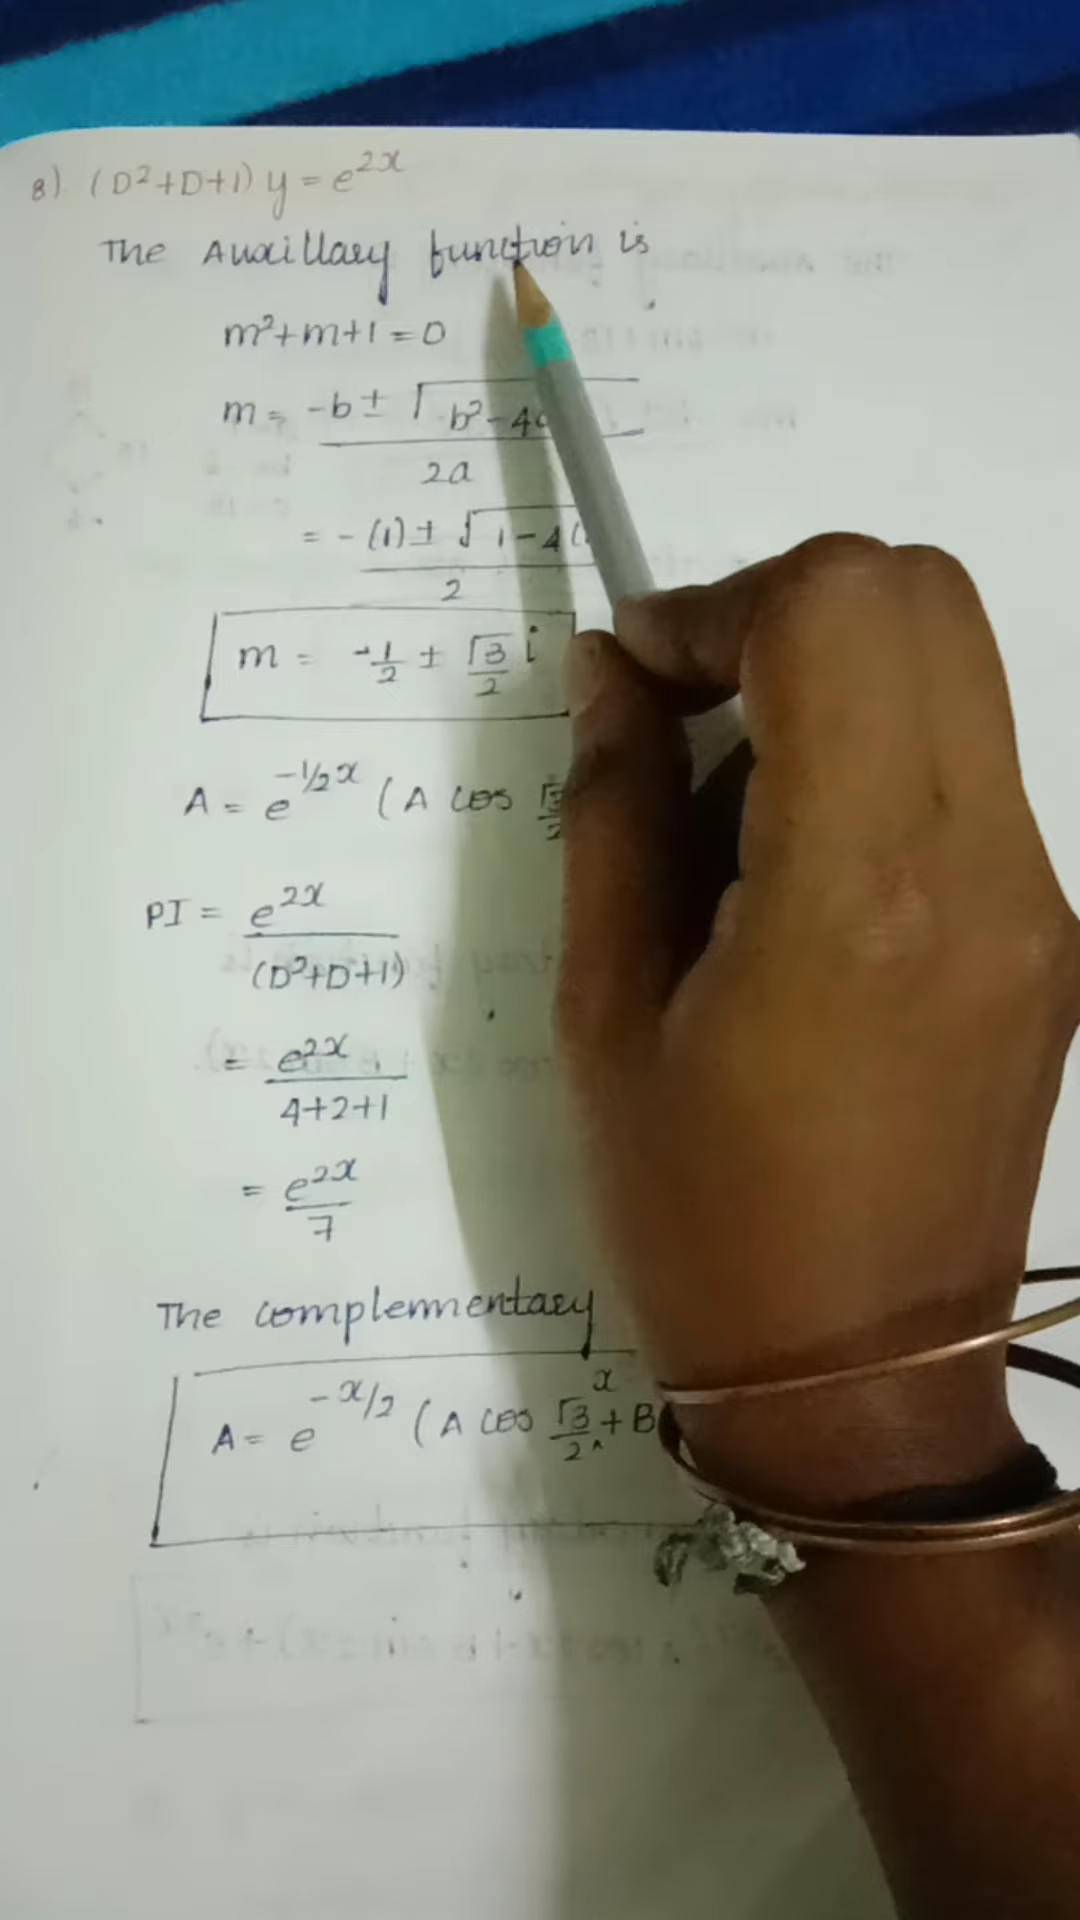 8) (D²+D+1) y = e^2x
The Auxillary function is
m²+m+1 = 0
m = -b ± √b²-4
2a
= -(1) ± √1-4(
2
m = -1/2 ± √3/2 i
A = e^-1/2x (A cos √3/2
PI = e^2x
(D²+D+1)
= e^2x
4+2+1
= e^2x
7
The complementary
A = e^-x/2 (A cos √3/2 x + B